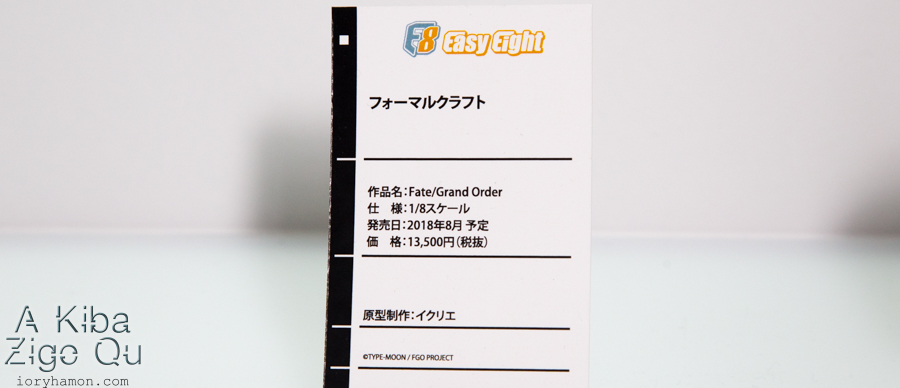 E8 Easy Eight
フォーマルクラフト
作品名：Fate/Grand Order
仕　様：1/8スケール
発売日：2018年8月 予定
価　格：13,500円（税抜）
原型制作：イクリエ
©TYPE-MOON / FGO PROJECT
A Kiba
Zigo Qu
ioryhamon.com